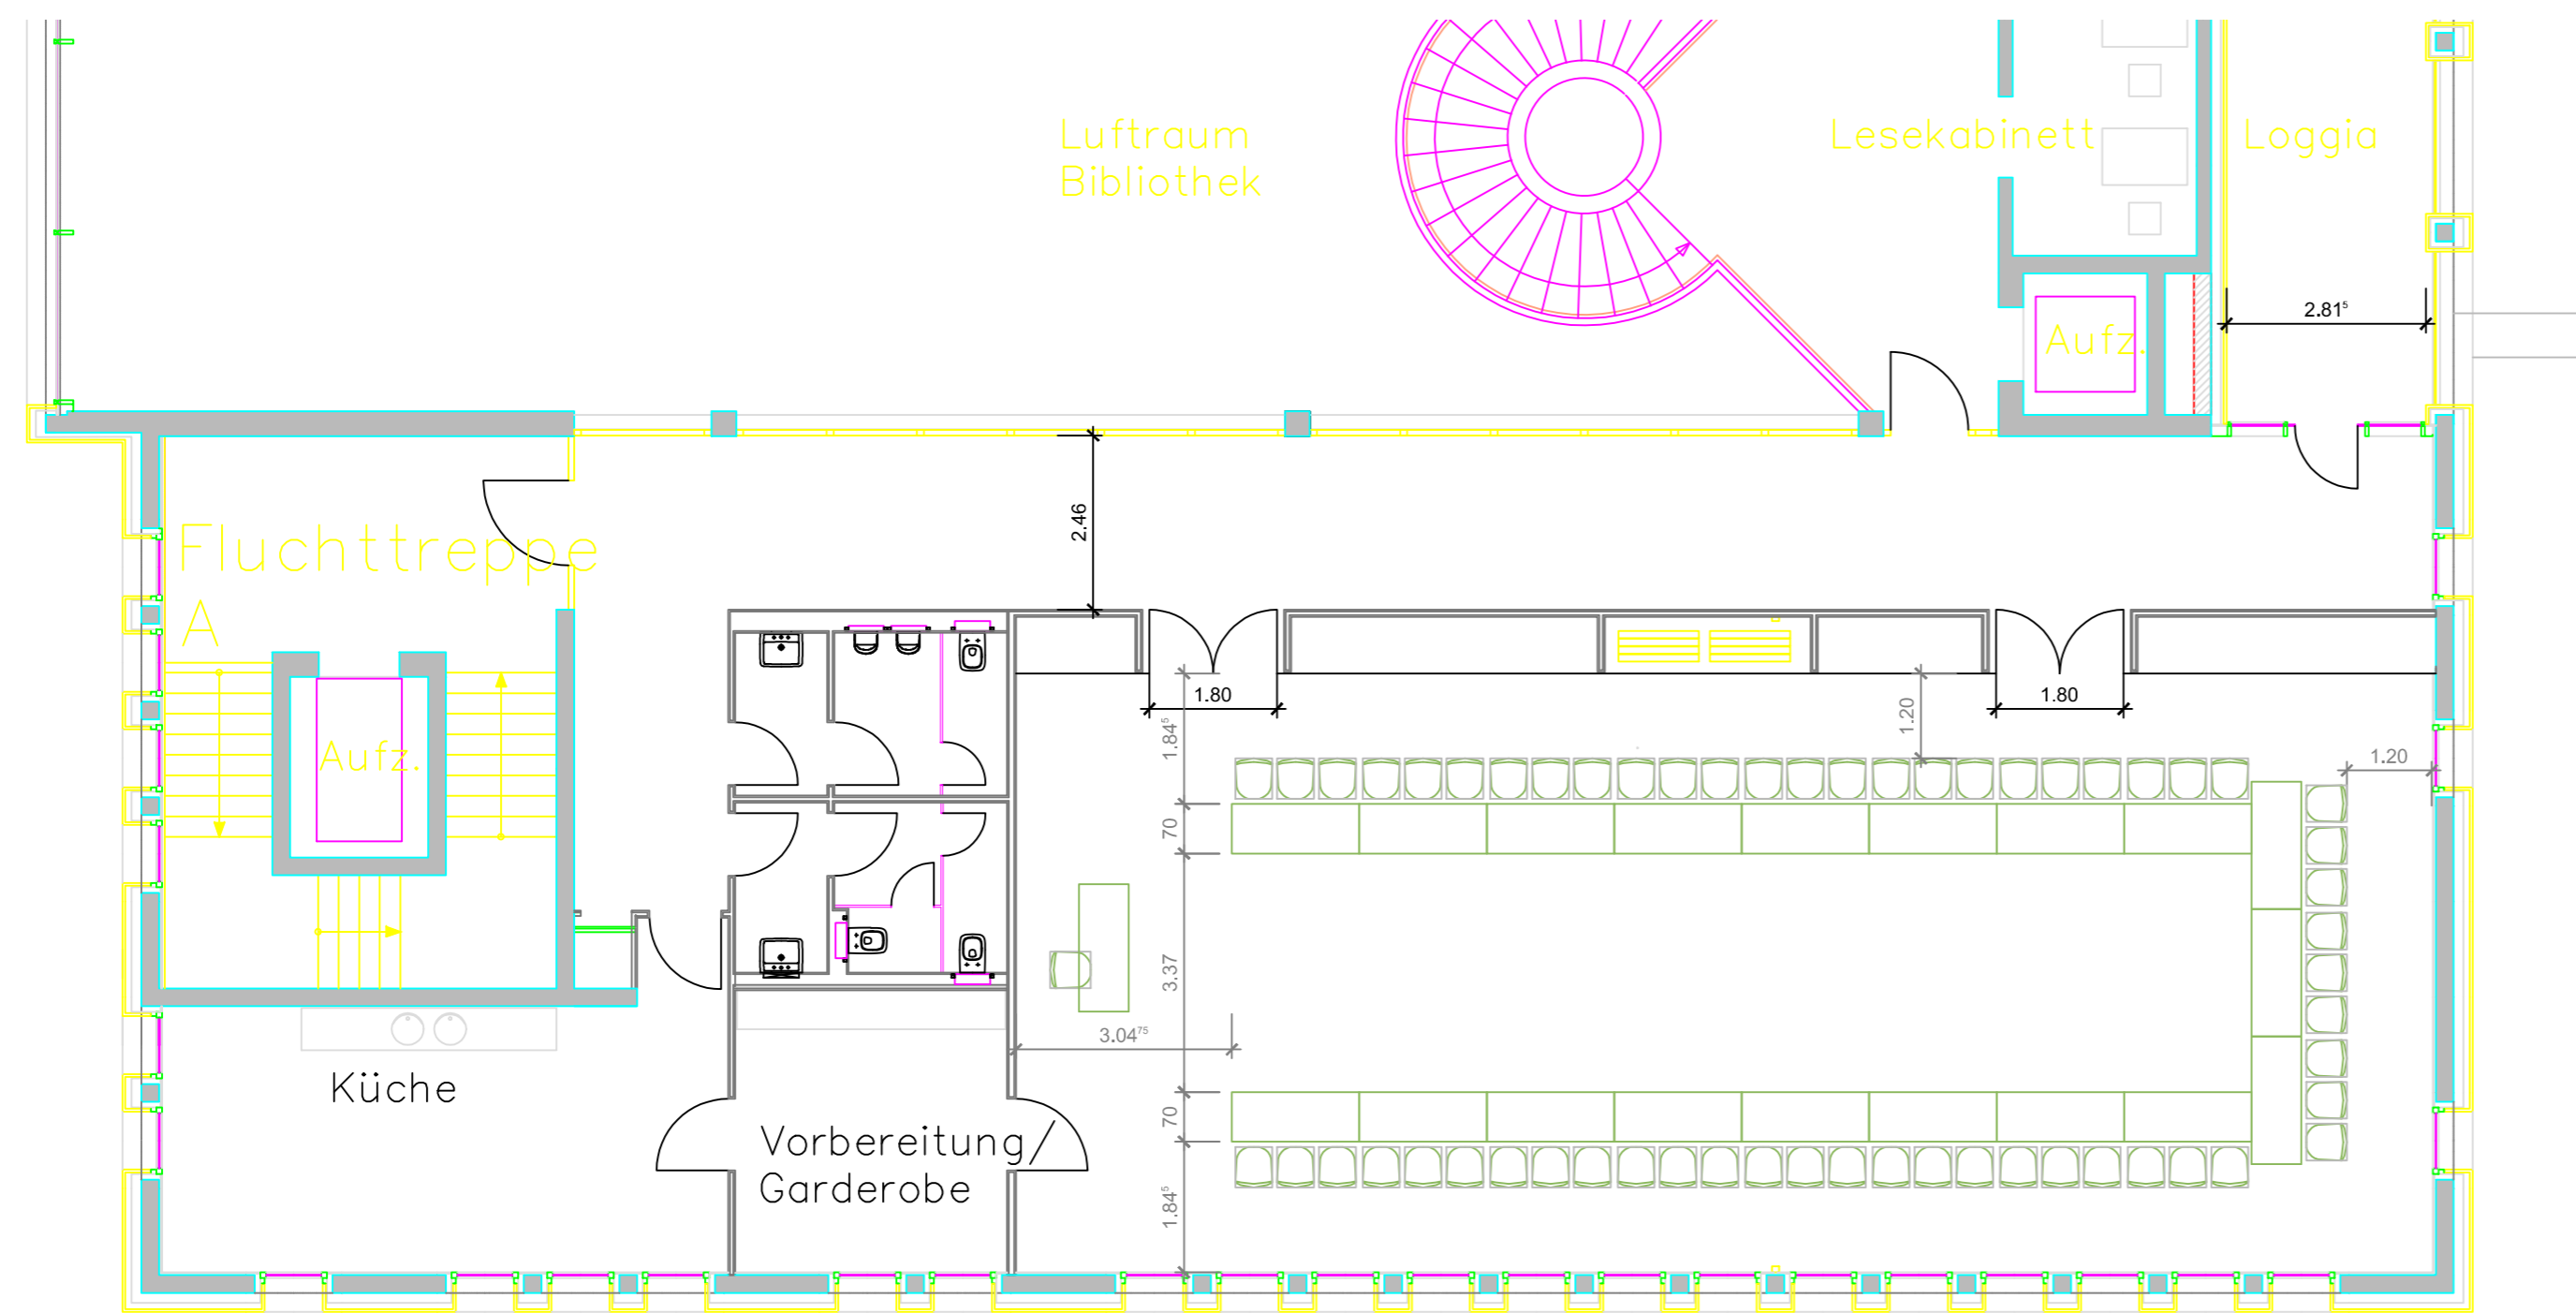 Luftraum
Bibliothek
Lesekabinett
Loggia
2.81⁵
Aufz.
2.46
Fluchttreppe
A
1.80
1.80
1.84⁵
1.20
1.20
Aufz.
70
3.37
3.04⁷⁵
Küche
70
Vorbereitung/
Garderobe
1.84⁵